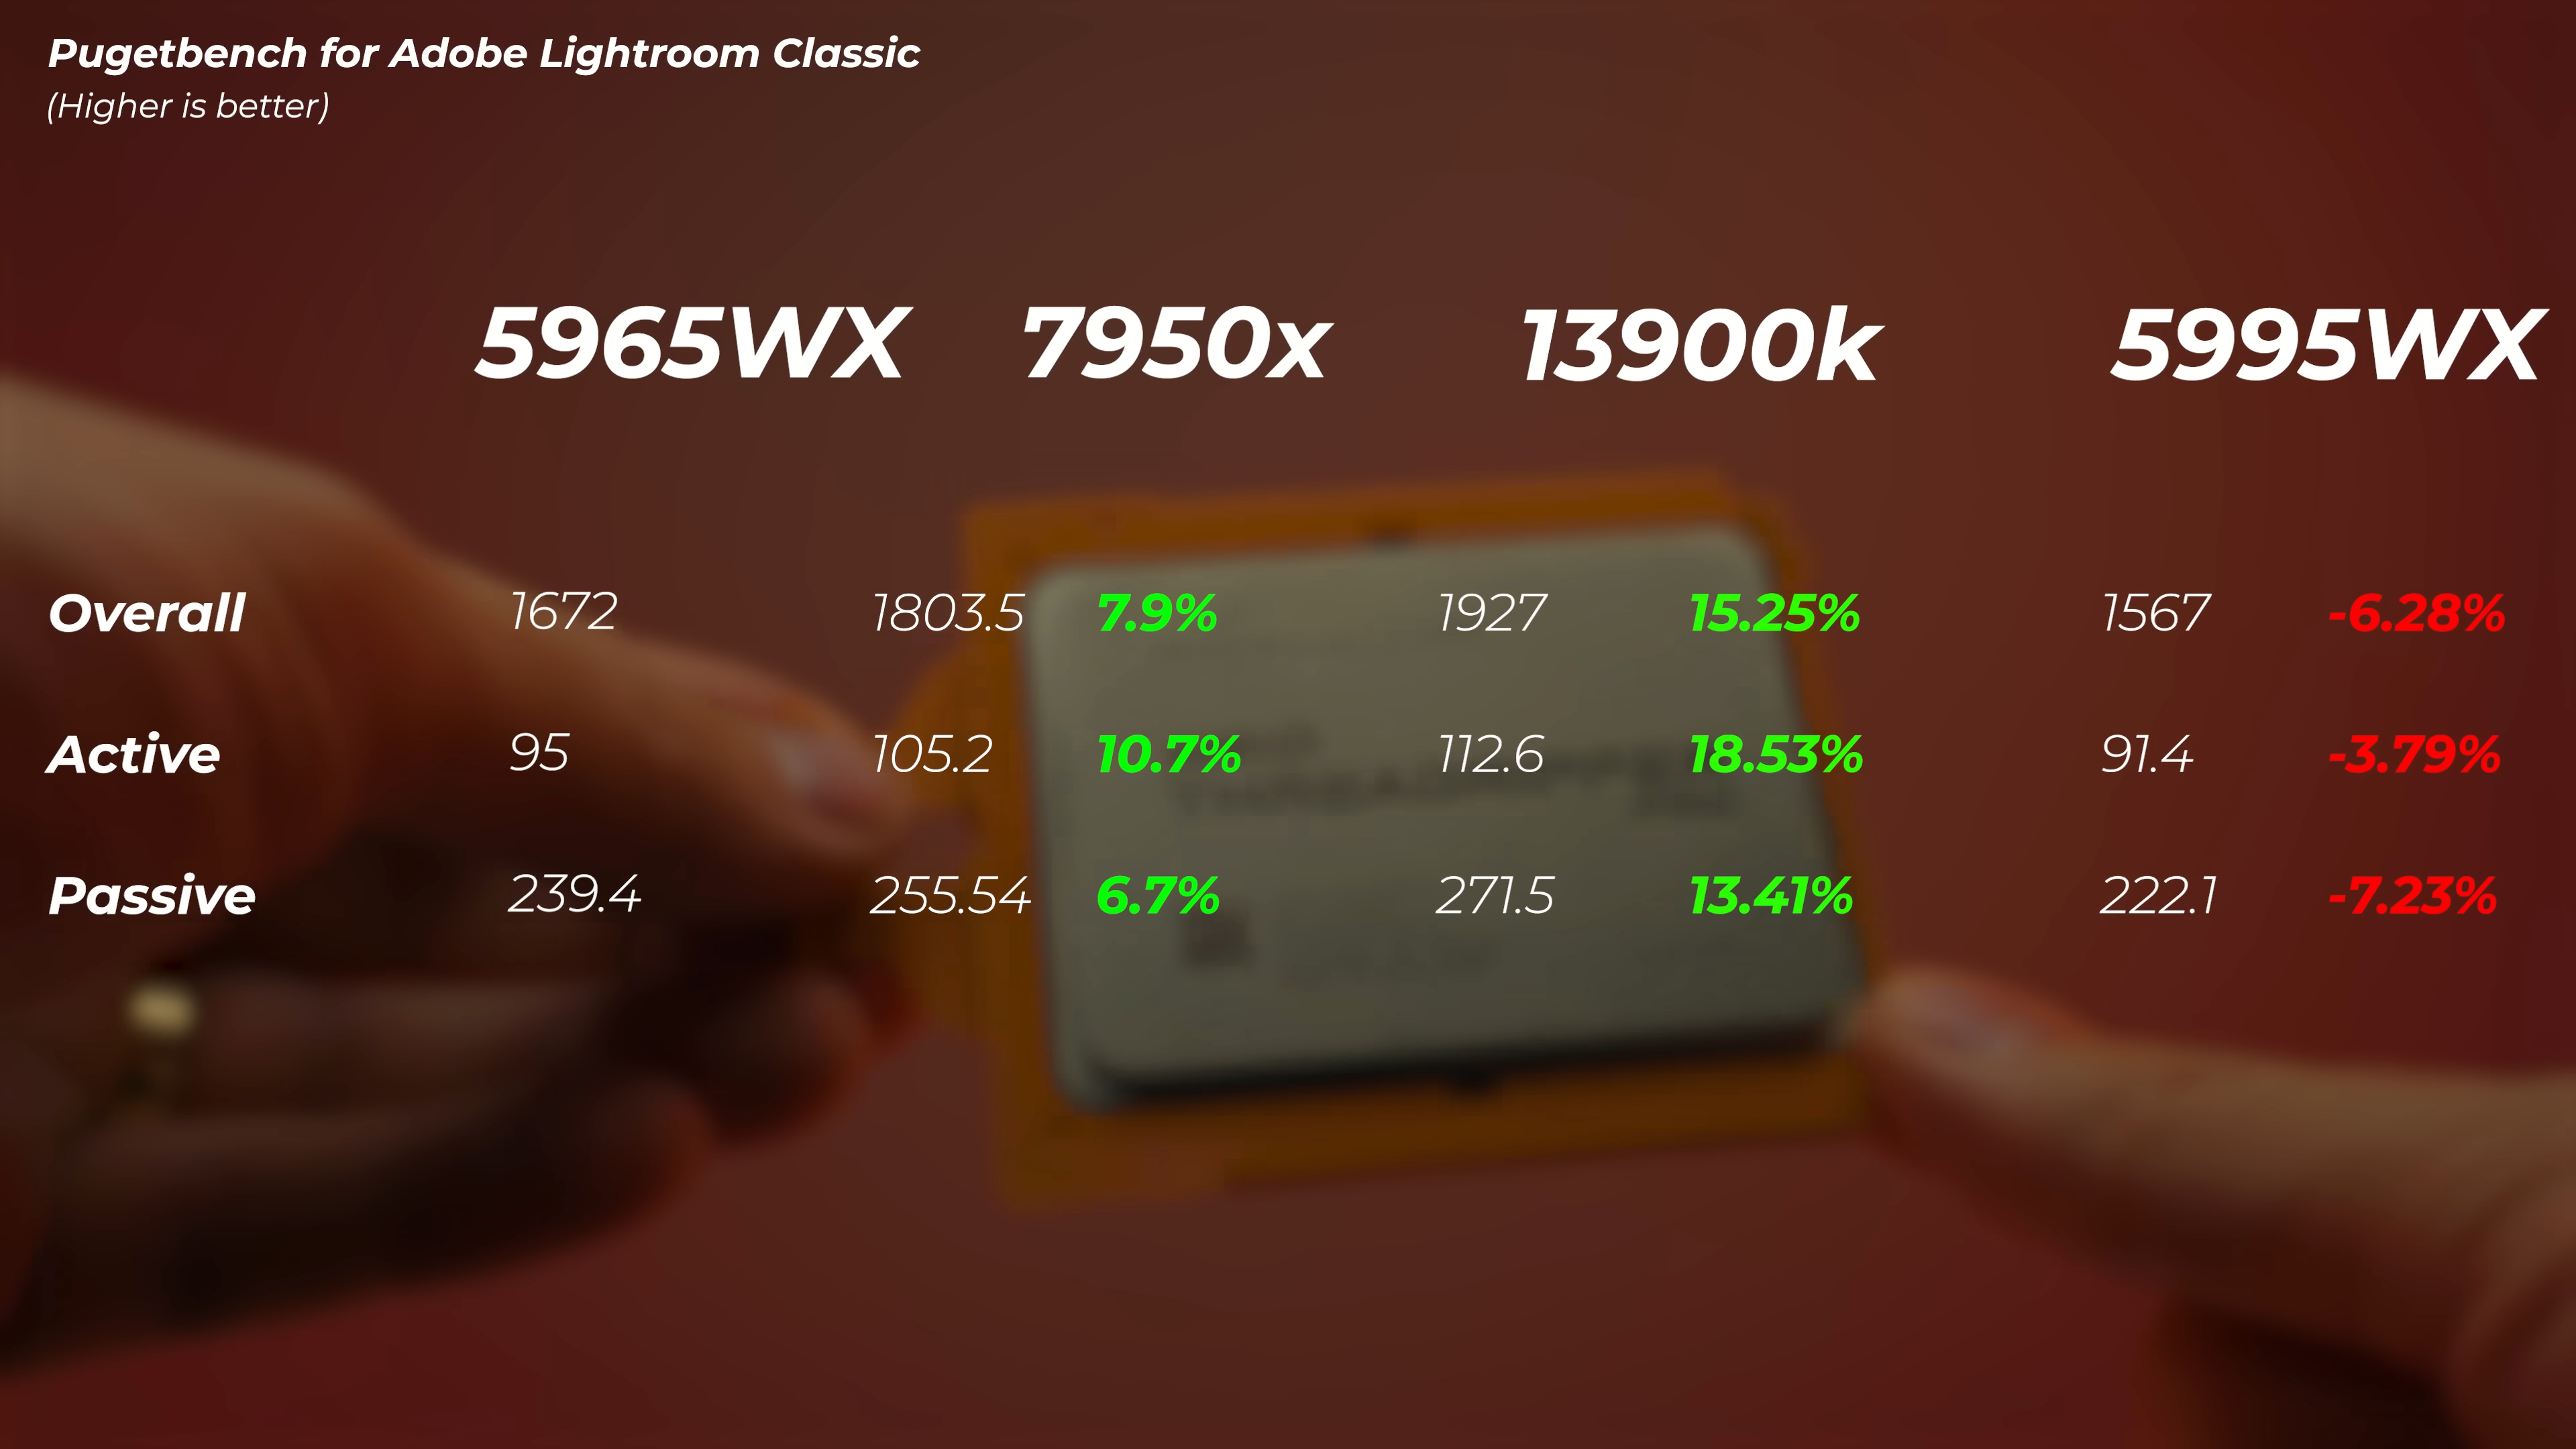 Pugetbench for Adobe Lightroom Classic
(Higher is better)
5965WX 7950x 13900k 5995WX
Overall 1672 1803.5 7.9% 1927 15.25% 1567 -6.28%
Active 95 105.2 10.7% 112.6 18.53% 91.4 -3.79%
Passive 239.4 255.54 6.7% 271.5 13.41% 222.1 -7.23%